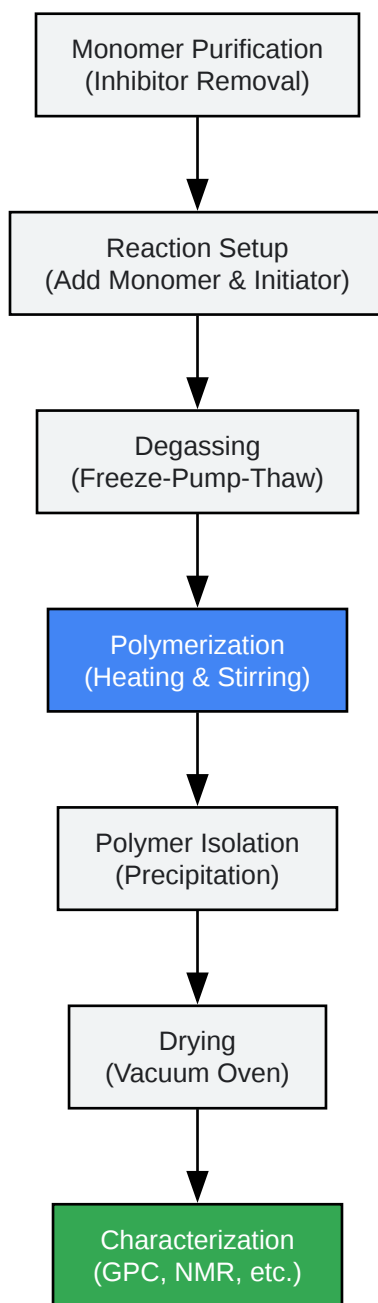 Monomer Purification
(Inhibitor Removal)
Reaction Setup
(Add Monomer & Initiator)
Degassing
(Freeze-Pump-Thaw)
Polymerization
(Heating & Stirring)
Polymer Isolation
(Precipitation)
Drying
(Vacuum Oven)
Characterization
(GPC, NMR, etc.)